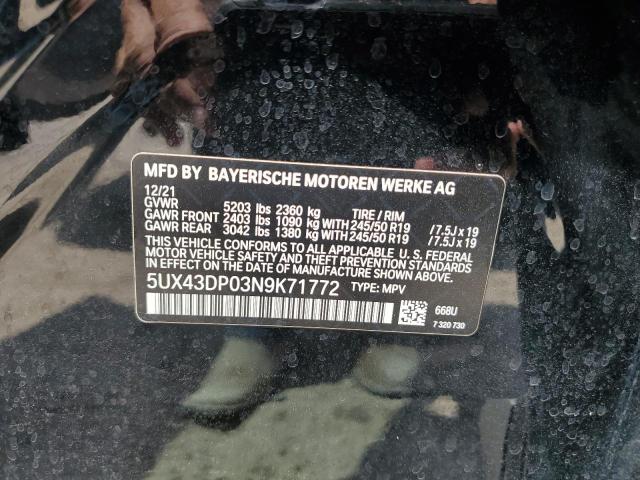 MFD BY BAYERISCHE MOTOREN WERKE AG
12/21
GVWR 5203 lbs 2360 kg TIRE / RIM
GAWR FRONT 2403 lbs 1090 kg WITH 245/50 R19 /7.5J x 19
GAWR REAR 3042 lbs 1380 kg WITH 245/50 R19 /7.5J x 19
THIS VEHICLE CONFORMS TO ALL APPLICABLE U. S. FEDERAL
MOTOR VEHICLE SAFETY AND THEFT PREVENTION STANDARDS
IN EFFECT ON THE DATE OF MANUFACTURE SHOWN ABOVE.
5UX43DP03N9K71772 TYPE: MPV
668U
7 320 730